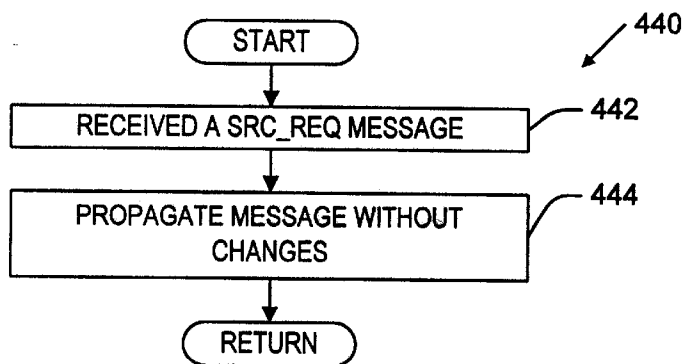 START
440
RECEIVED A SRC_REQ MESSAGE
442
PROPAGATE MESSAGE WITHOUT
CHANGES
444
RETURN